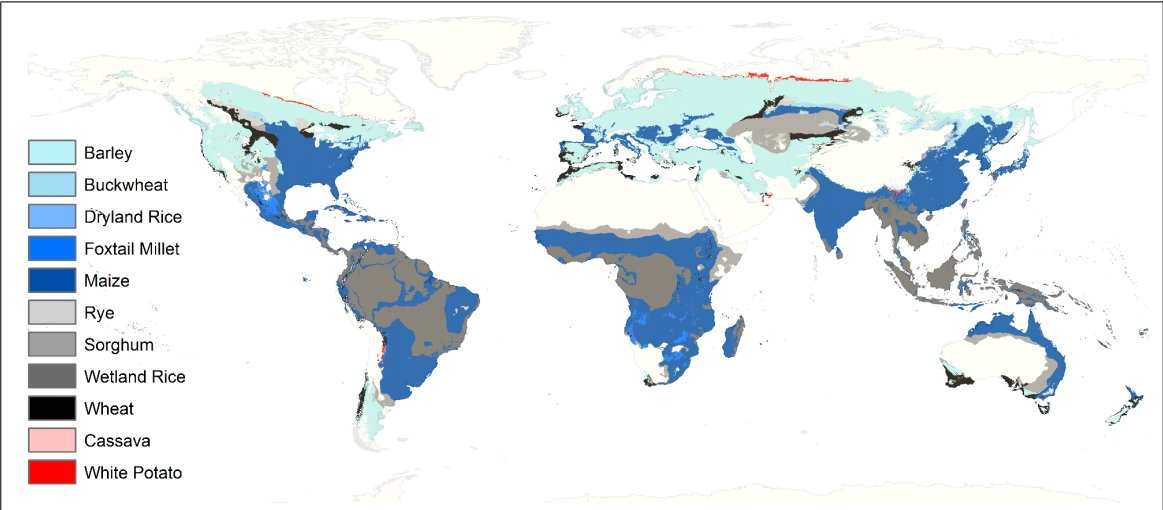 Barley
Buckwheat
Dryland Rice
Foxtail Millet
Maize
Rye
Sorghum
Wetland Rice
Wheat
Cassava
White Potato